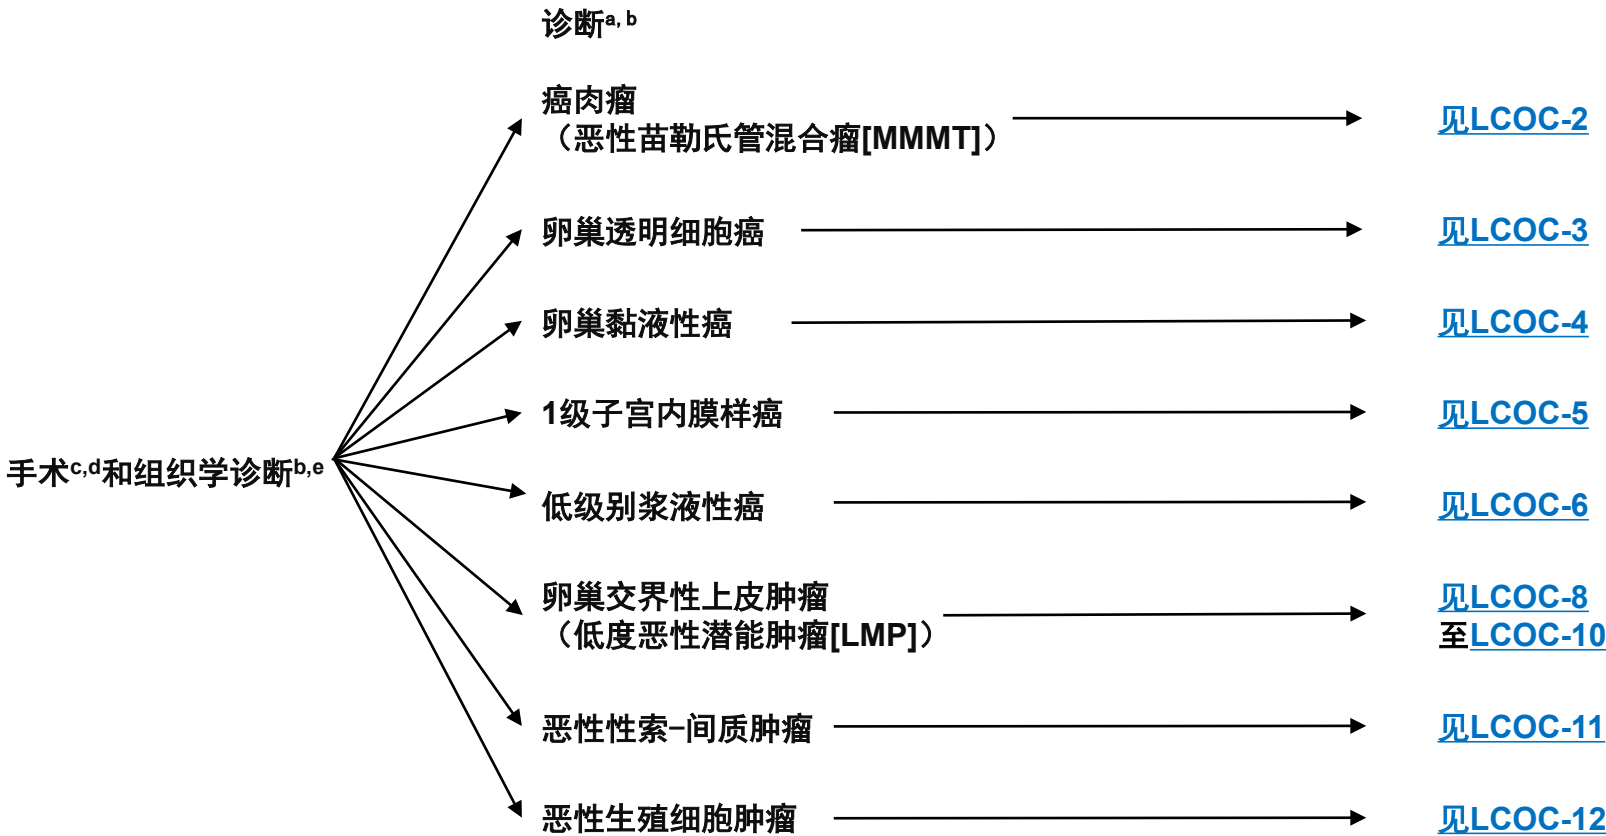 诊断a, b
癌肉瘤
（恶性苗勒氏管混合瘤[MMMT]）
见LCOC-2
卵巢透明细胞癌
见LCOC-3
卵巢黏液性癌
见LCOC-4
1级子宫内膜样癌
见LCOC-5
手术c,d和组织学诊断b,e
低级别浆液性癌
见LCOC-6
卵巢交界性上皮肿瘤
（低度恶性潜能肿瘤[LMP]）
见LCOC-8
至LCOC-10
恶性性索-间质肿瘤
见LCOC-11
恶性生殖细胞肿瘤
见LCOC-12